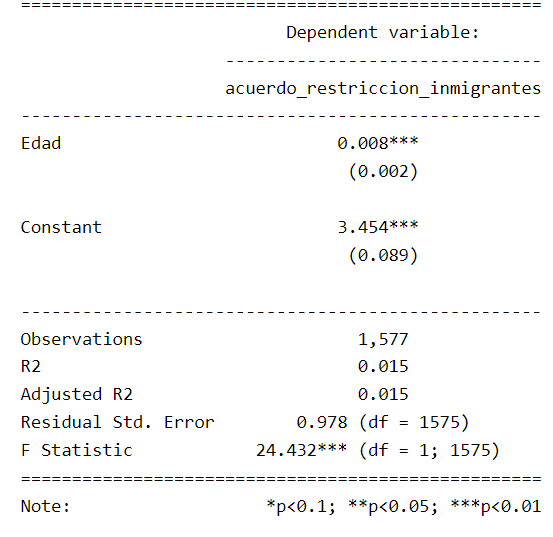 ====================================================
Dependent variable:
-------------------------------
acuerdo_restriccion_inmigrantes
----------------------------------------------------
Edad 0.008***
(0.002)
Constant 3.454***
(0.089)
----------------------------------------------------
Observations 1,577
R2 0.015
Adjusted R2 0.015
Residual Std. Error 0.978 (df = 1575)
F Statistic 24.432*** (df = 1; 1575)
====================================================
Note: *p<0.1; **p<0.05; ***p<0.01